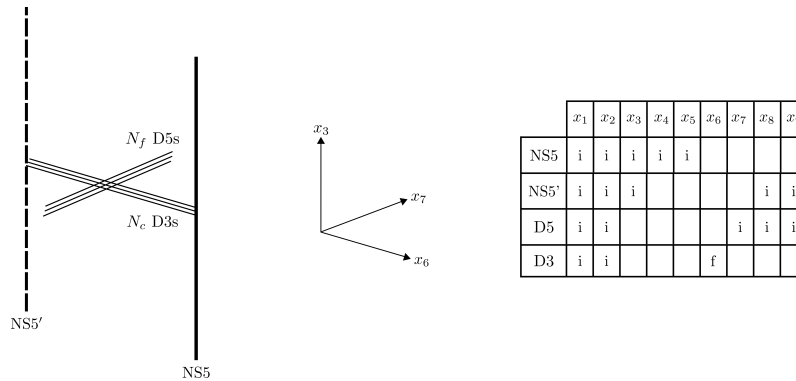 N_f D5s
N_c D3s
NS5′
NS5
x_3
x_7
x_6
x_1 x_2 x_3 x_4 x_5 x_6 x_7 x_8
NS5 i i i i i
NS5' i i i i i
D5 i i i i i
D3 i i f